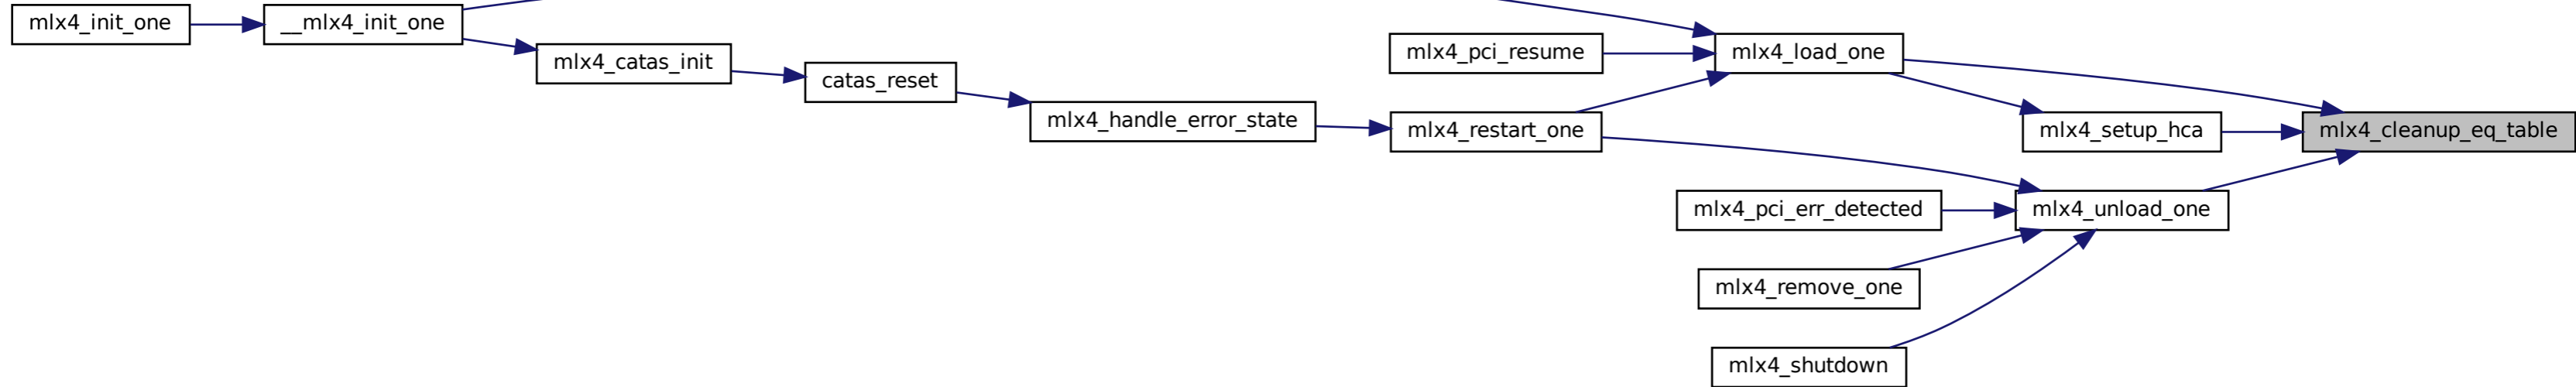 mlx4_init_one
__mlx4_init_one
mlx4_catas_init
catas_reset
mlx4_handle_error_state
mlx4_pci_resume
mlx4_restart_one
mlx4_load_one
mlx4_setup_hca
mlx4_cleanup_eq_table
mlx4_unload_one
mlx4_pci_err_detected
mlx4_remove_one
mlx4_shutdown